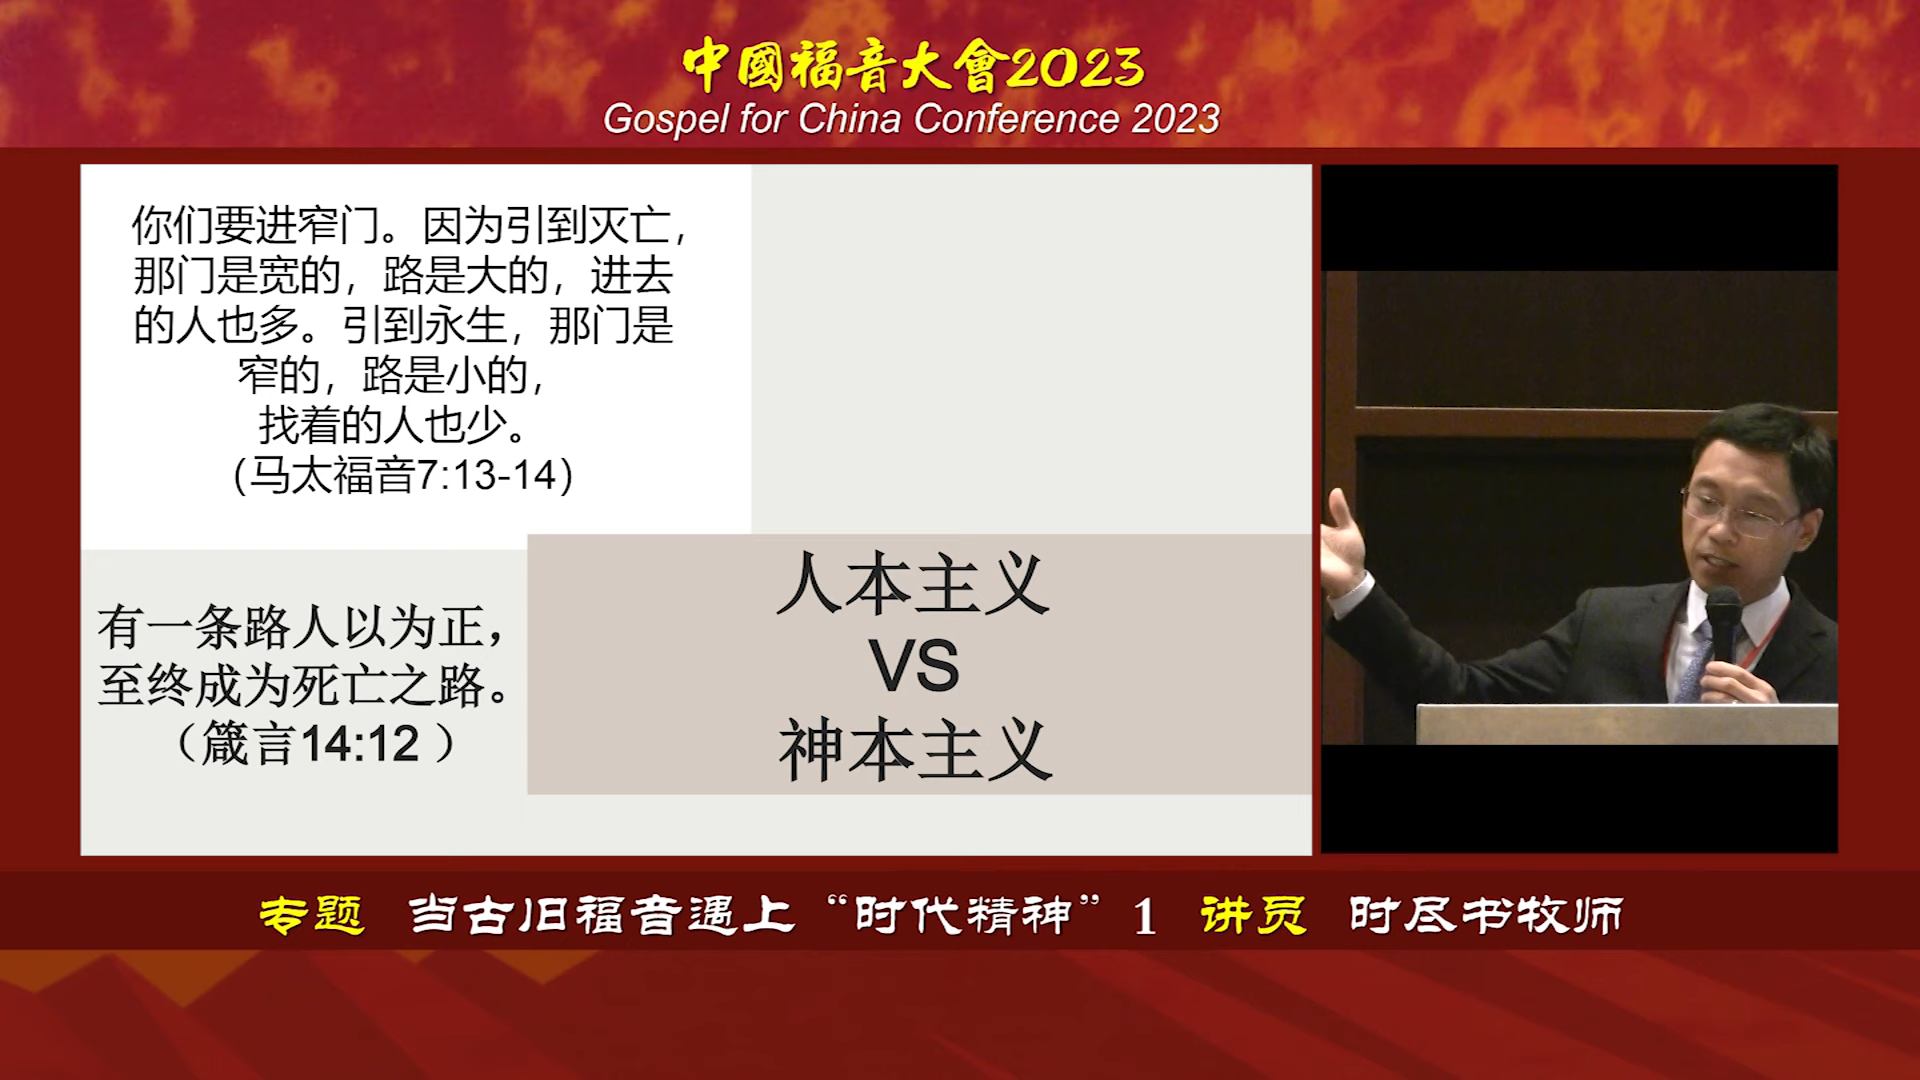 中國福音大會2023
Gospel for China Conference 2023
你们要进窄门。因为引到灭亡，
那门是宽的，路是大的，进去
的人也多。引到永生，那门是
窄的，路是小的，
找着的人也少。
（马太福音7:13-14）
有一条路人以为正，
至终成为死亡之路。
（箴言14:12 ）
人本主义
VS
神本主义
专题 当古旧福音遇上“时代精神”1 讲员 时尽书牧师